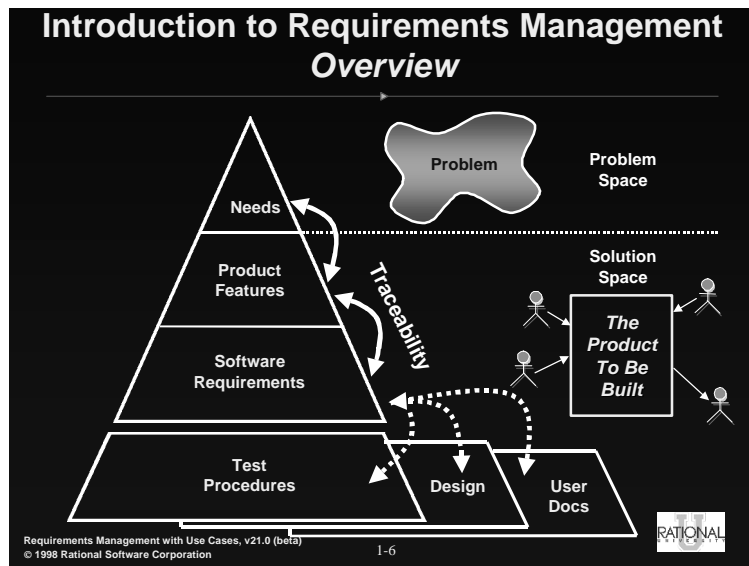 Introduction to Requirements Management
Overview
Problem
Problem
Space
Needs
Product
Features
Traceability
Solution
Space
The
Product
To Be
Built
Software
Requirements
Test
Procedures
Design
User
Docs
Requirements Management with Use Cases, v21.0 (beta)
© 1998 Rational Software Corporation
1-6
U
RATIONAL
UNIVERSITY